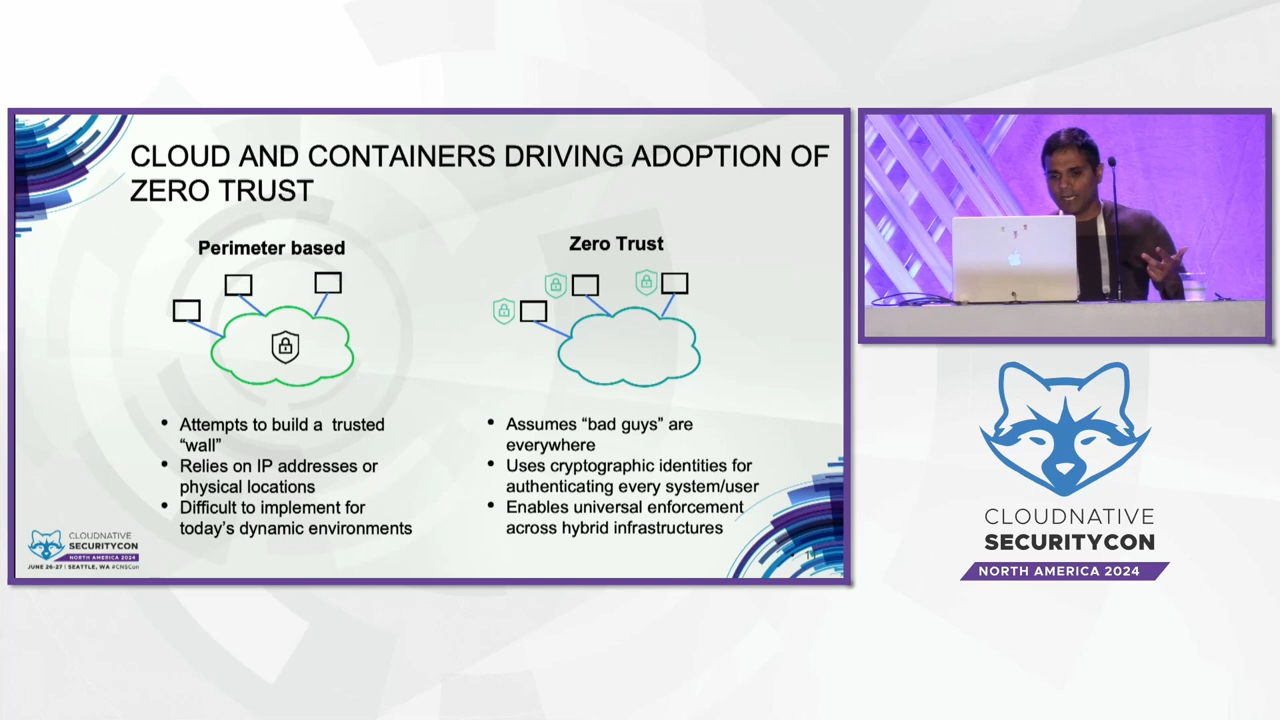 CLOUD AND CONTAINERS DRIVING ADOPTION OF
ZERO TRUST
Perimeter based
• Attempts to build a trusted
“wall”
• Relies on IP addresses or
physical locations
• Difficult to implement for
today’s dynamic environments
Zero Trust
• Assumes “bad guys” are
everywhere
• Uses cryptographic identities for
authenticating every system/user
• Enables universal enforcement
across hybrid infrastructures
CLOUDNATIVE
SECURITYCON
NORTH AMERICA 2024
JUNE 26-27 | SEATTLE, WA #CNSCon
CLOUDNATIVE
SECURITYCON
NORTH AMERICA 2024